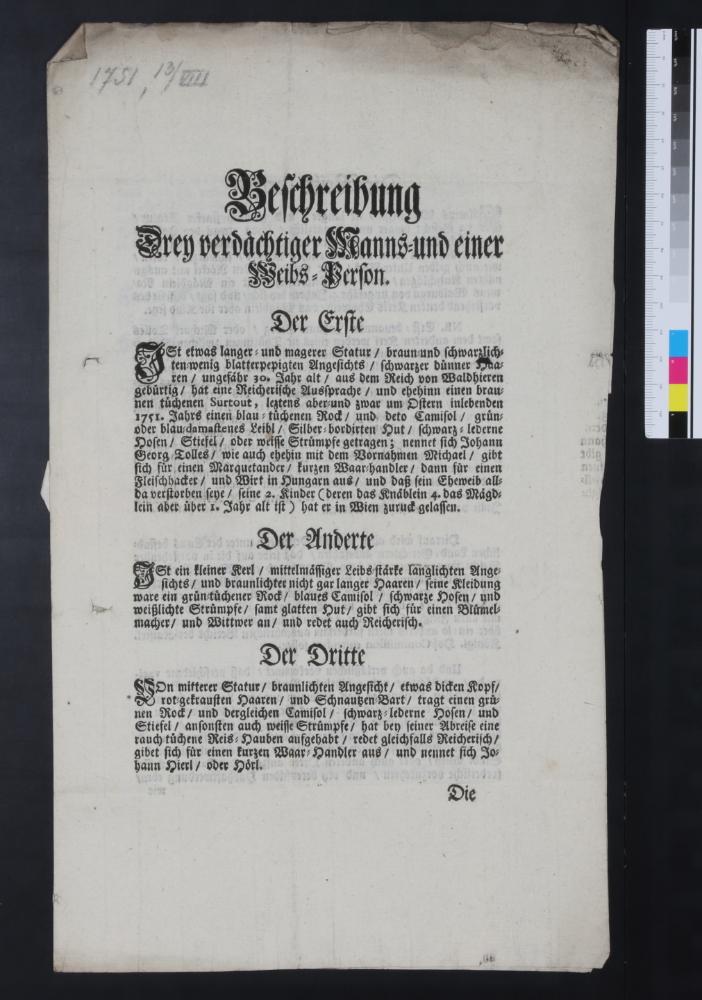 1751, 13/VIII
Beschreibung
Drey verdächtiger Manns-und einer
Weibs-Person.
Der Erste
ISt etwas langer-und magerer Statur/ braun-und schwarzlich-
ten wenig blatterpepigten Angesichts/ schwarzer dünner Haa-
ren/ ungefähr 30. Jahr alt/ aus dem Reich von Waldhieren
gebürtig/ hat eine Reicherische Aussprache/ und ehehinn einen brau-
nen tüchenen Surtout, leztens aber-und zwar um Ostern inlebenden
1751. Jahrs einen blau-tüchenen Rock/ und deto Camisol/ grün-
oder blau-damastenes Leibl/ Silber-bordirten Hut/ schwarz-lederne
Hosen/ Stiefel/ oder weisse Strümpfe getragen; nennet sich Johann
Georg Tolles/ wie auch ehehin mit dem Vornahmen Michael/ gibt
sich für einen Marquetander/ kurzen Waar-handler/ dann für einen
Fleischhacker/ und Wirt in Hungarn aus/ und daß sein Eheweib all-
da verstorben seye/ seine 2. Kinder (deren das Knäblein 4. das Mägd-
lein aber über 1. Jahr alt ist) hat er in Wien zuruck gelassen.
Der Anderte
ISt ein kleiner Kerl/ mittelmässiger Leibs-stärke länglichten Ange-
sichts/ und braunlichter nicht gar langer Haaren/ seine Kleidung
ware ein grün-tüchener Rock/ blaues Camisol/ schwarze Hosen/ und
weißlichte Strümpfe/ samt glatten Hut/ gibt sich für einen Blümel-
macher/ und Wittwer an/ und redet auch Reicherisch.
Der Dritte
VOn mitterer Statur/ braunlichten Angesicht/ etwas dicken Kopf/
rot-gekrausten Haaren/ und Schnautzen-Bart/ tragt einen grü-
nen Rock/ und dergleichen Camisol/ schwarz-lederne Hosen/ und
Stiefel/ ansonsten auch weisse Strümpfe/ hat bey seiner Abreise eine
rauch-tüchene Reis-Hauben aufgehabt/ redet gleichfalls Reicherisch/
gibet sich für einen kurzen Waar-Handler aus/ und nennet sich Jo-
hann Hierl/ oder Hörl.
Die